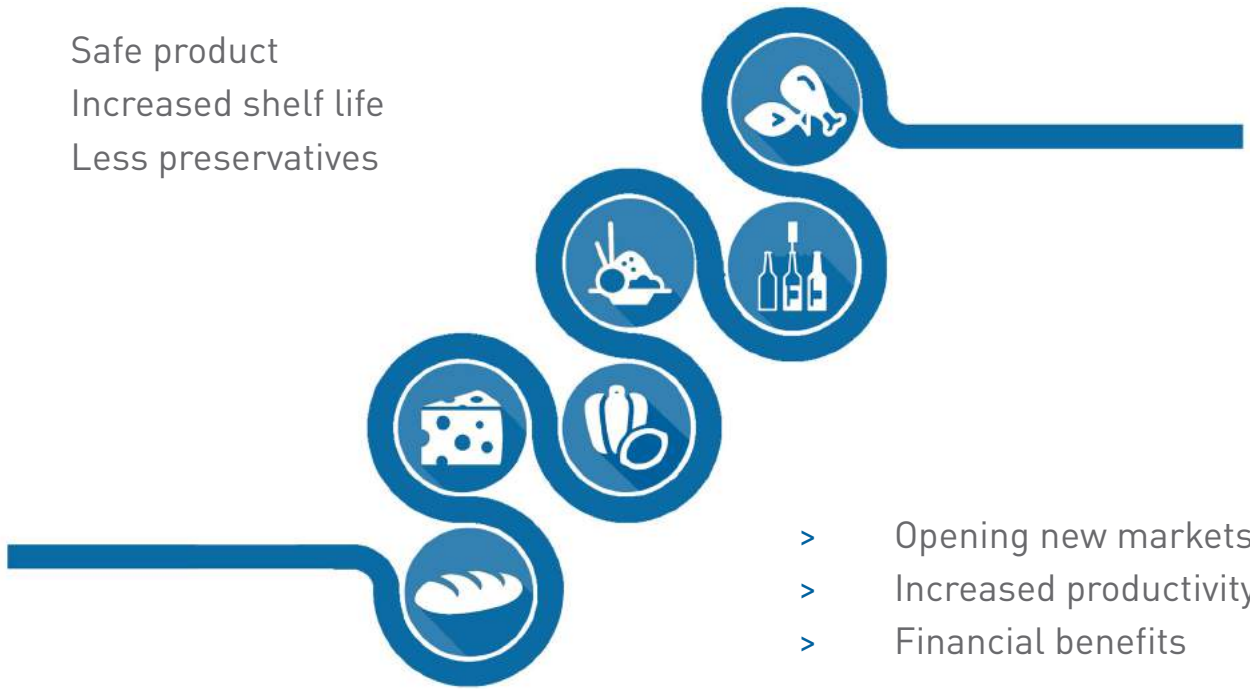 Safe product
Increased shelf life
Less preservatives
> Opening new markets
> Increased productivity
> Financial benefits